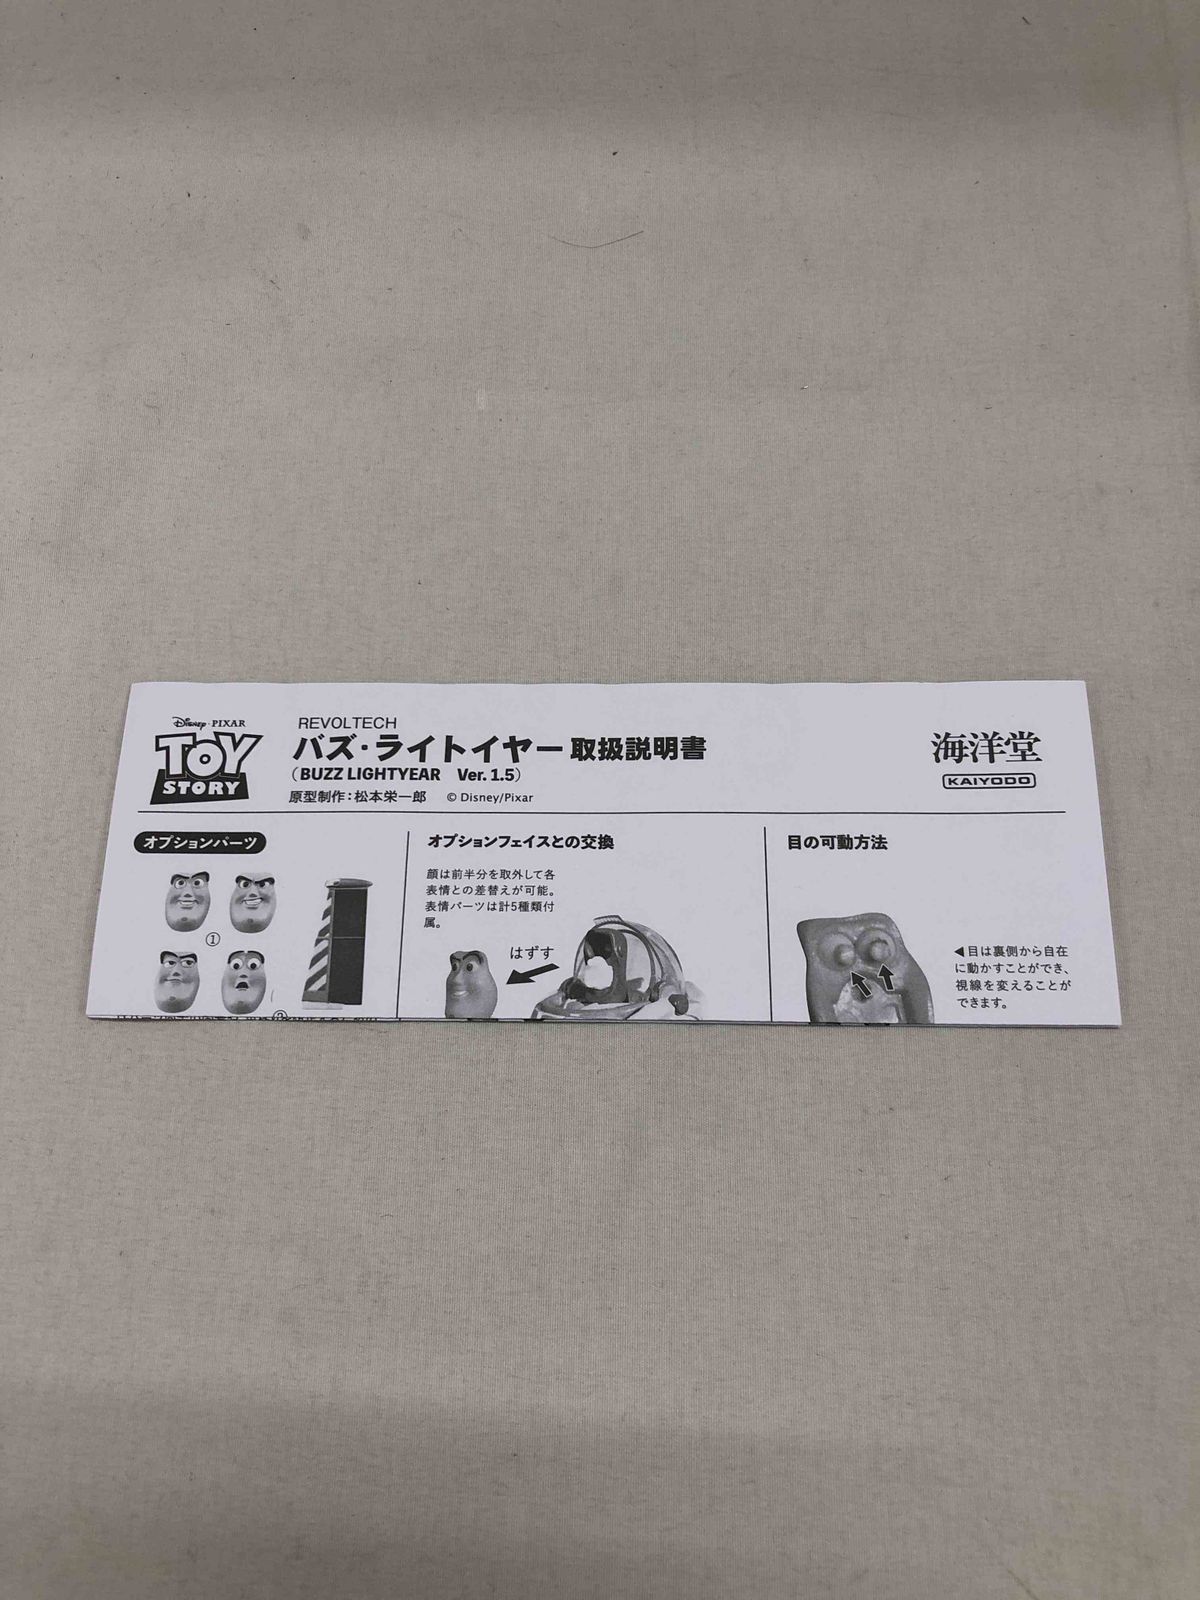 Disney · PIXAR
TOY
STORY
REVOLTECH
バズ・ライトイヤー 取扱説明書
(BUZZ LIGHTYEAR Ver. 1.5)
原型制作：松本栄一郎 © Disney/Pixar
海洋堂
KAIYODO
オプションパーツ
①
オプションフェイスとの交換
顔は前半分を取外して各
表情との差替えが可能。
表情パーツは計5種類付
属。
はずす
目の可動方法
◀目は裏側から自在
に動かすことができ、
視線を変えることが
できます。